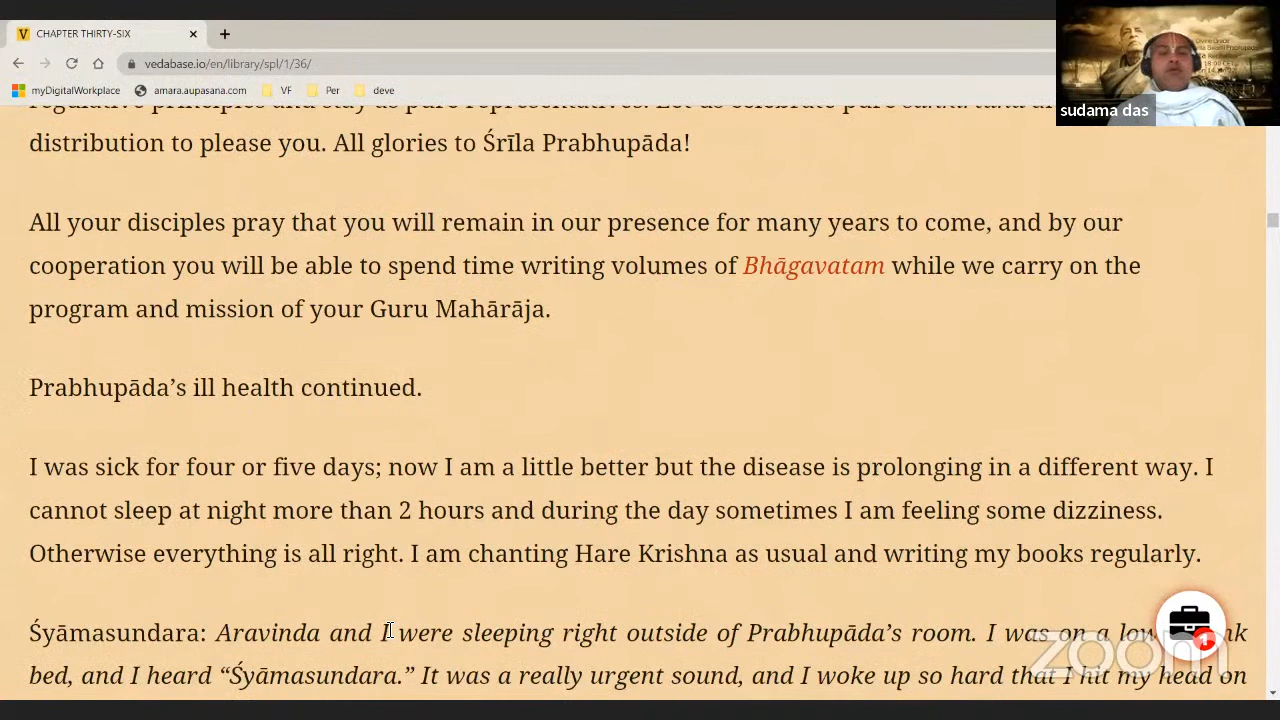 CHAPTER THIRTY-SIX
vedabase.io/en/library/spl/1/36/
myDigitalWorkplace amara.aupasana.com VF Per deve
sudama das
distribution to please you. All glories to Śrīla Prabhupāda!
All your disciples pray that you will remain in our presence for many years to come, and by our
cooperation you will be able to spend time writing volumes of Bhāgavatam while we carry on the
program and mission of your Guru Mahārāja.
Prabhupāda’s ill health continued.
I was sick for four or five days; now I am a little better but the disease is prolonging in a different way. I
cannot sleep at night more than 2 hours and during the day sometimes I am feeling some dizziness.
Otherwise everything is all right. I am chanting Hare Krishna as usual and writing my books regularly.
Śyāmasundara: Aravinda and I were sleeping right outside of Prabhupāda’s room. I was on a
bed, and I heard “Śyāmasundara.” It was a really urgent sound, and I woke up so hard that I hit my head on
1
zoom